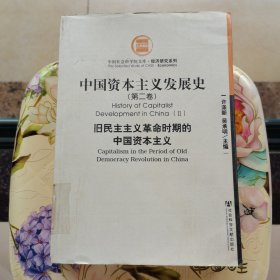 中国社会科学院文库·经济研究系列
The Selected Works of CASS · Economics
中国资本主义发展史
(第二卷)
History of Capitalist
Development in China (Ⅱ)
旧民主主义革命时期的
中国资本主义
Capitalism in the Period of Old
Democracy Revolution in China
许涤新 吴承明/主编
社会科学文献出版社